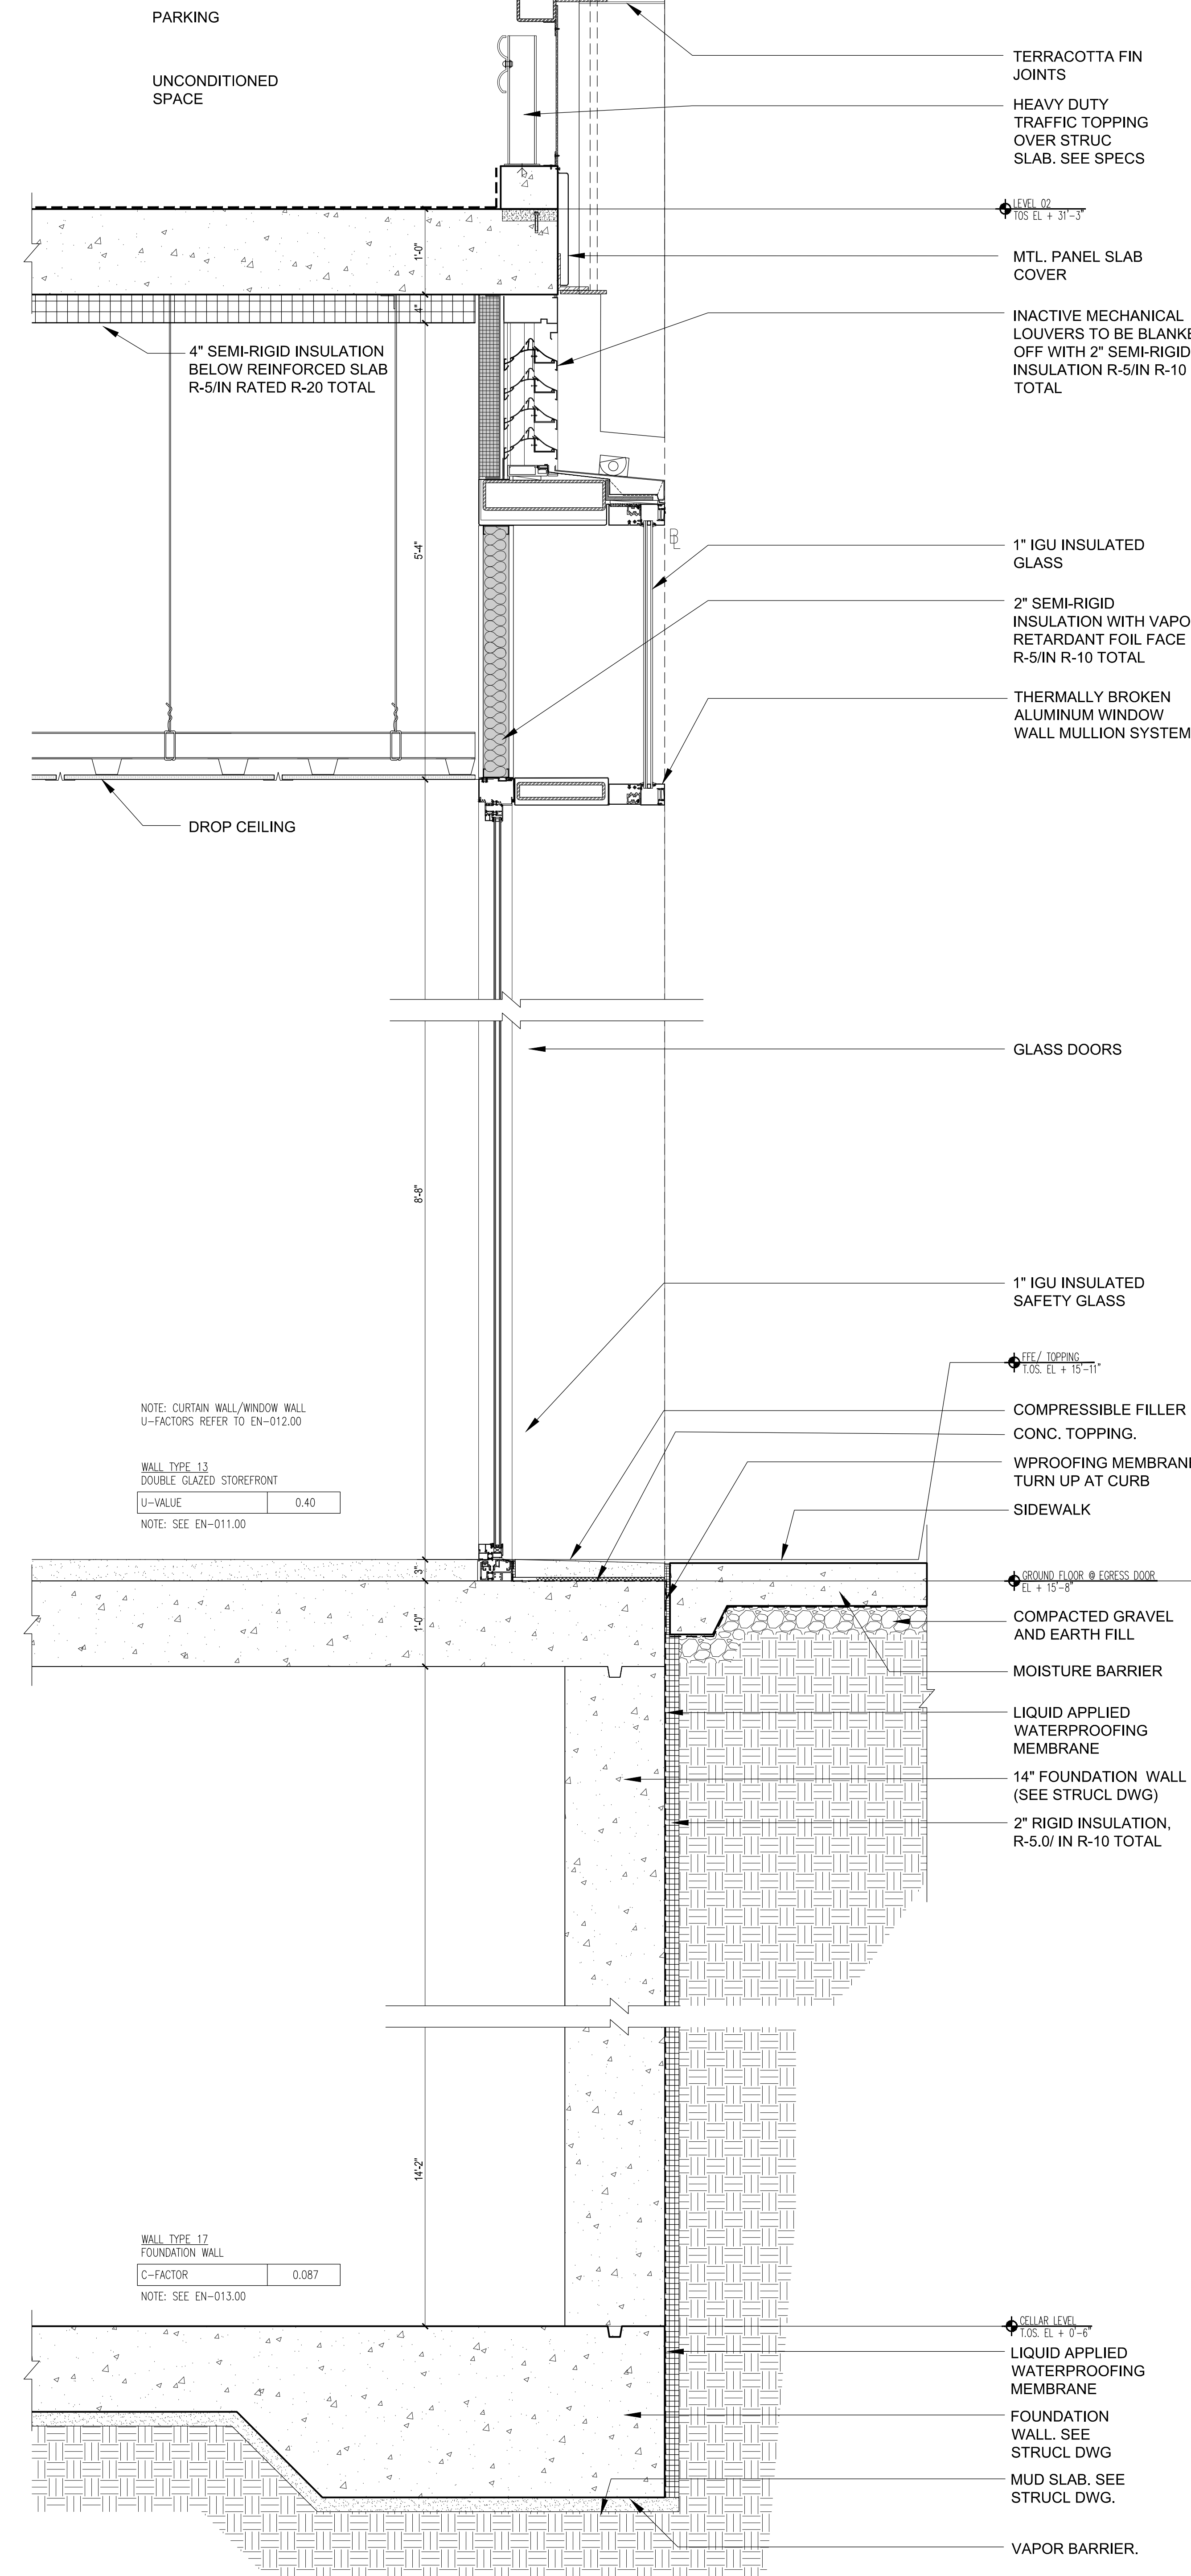 PARKING
UNCONDITIONED
SPACE
TERRACOTTA FIN
JOINTS
HEAVY DUTY
TRAFFIC TOPPING
OVER STRUC
SLAB. SEE SPECS
LEVEL 02
TOS EL + 31'-3"
1'-0"
MTL. PANEL SLAB
COVER
4"
INACTIVE MECHANICAL
LOUVERS TO BE BLANKE
OFF WITH 2" SEMI-RIGID
INSULATION R-5/IN R-10
TOTAL
4" SEMI-RIGID INSULATION
BELOW REINFORCED SLAB
R-5/IN RATED R-20 TOTAL
5'-4"
1" IGU INSULATED
GLASS
2" SEMI-RIGID
INSULATION WITH VAPO
RETARDANT FOIL FACE
R-5/IN R-10 TOTAL
THERMALLY BROKEN
ALUMINUM WINDOW
WALL MULLION SYSTEM
DROP CEILING
GLASS DOORS
8'-8"
1" IGU INSULATED
SAFETY GLASS
FFE/ TOPPING
T.OS. EL + 15'-11"
NOTE: CURTAIN WALL/WINDOW WALL
U-FACTORS REFER TO EN-012.00
COMPRESSIBLE FILLER
CONC. TOPPING.
WPROOFING MEMBRANE
TURN UP AT CURB
WALL TYPE 13
DOUBLE GLAZED STOREFRONT
U-VALUE 0.40
NOTE: SEE EN-011.00
SIDEWALK
3"
GROUND FLOOR @ EGRESS DOOR
EL + 15'-8"
1'-0"
COMPACTED GRAVEL
AND EARTH FILL
MOISTURE BARRIER
LIQUID APPLIED
WATERPROOFING
MEMBRANE
14" FOUNDATION WALL
(SEE STRUCL DWG)
2" RIGID INSULATION,
R-5.0/ IN R-10 TOTAL
14'-2"
WALL TYPE 17
FOUNDATION WALL
C-FACTOR 0.087
NOTE: SEE EN-013.00
CELLAR LEVEL
T.OS. EL + 0'-6"
LIQUID APPLIED
WATERPROOFING
MEMBRANE
FOUNDATION
WALL. SEE
STRUCL DWG
MUD SLAB. SEE
STRUCL DWG.
VAPOR BARRIER.